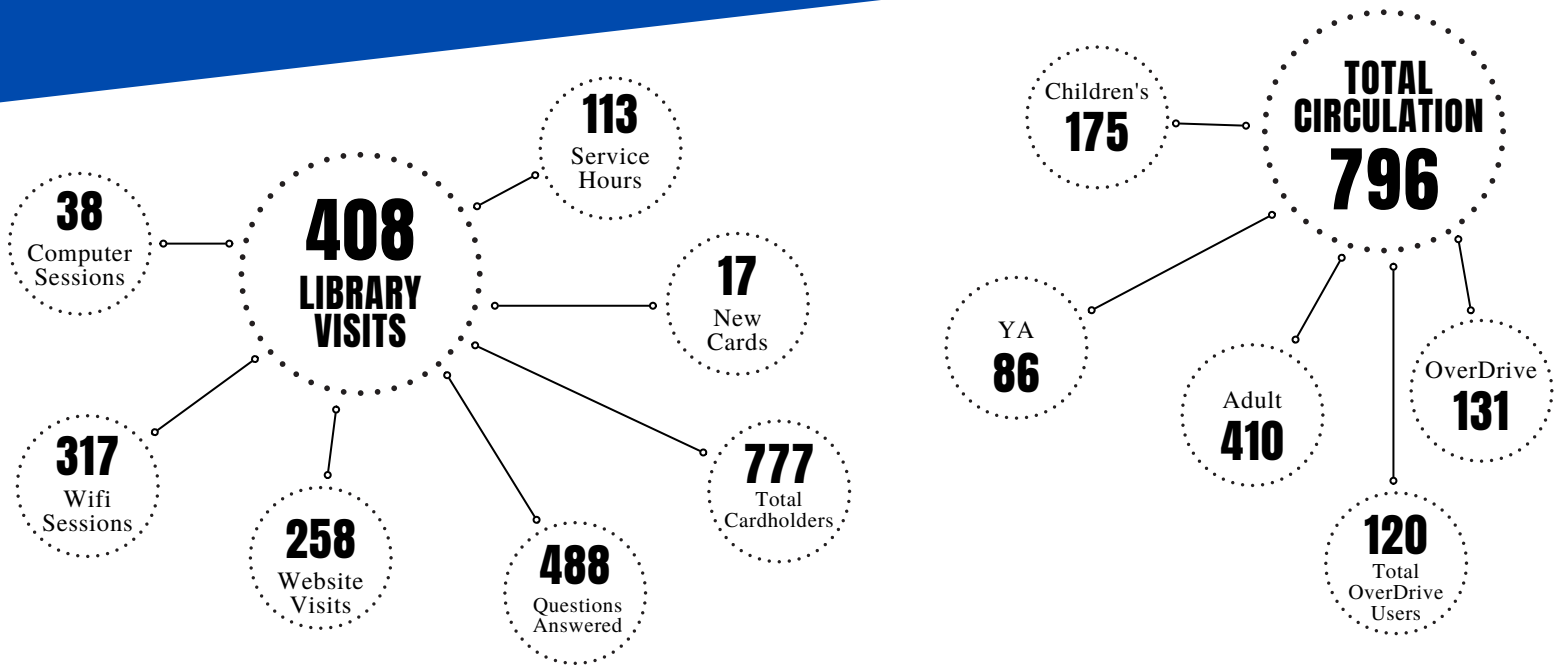 408
LIBRARY
VISITS
113
Service
Hours
38
Computer
Sessions
17
New
Cards
317
Wifi
Sessions
258
Website
Visits
488
Questions
Answered
777
Total
Cardholders
TOTAL
CIRCULATION
796
Children's
175
YA
86
Adult
410
OverDrive
131
120
Total
OverDrive
Users